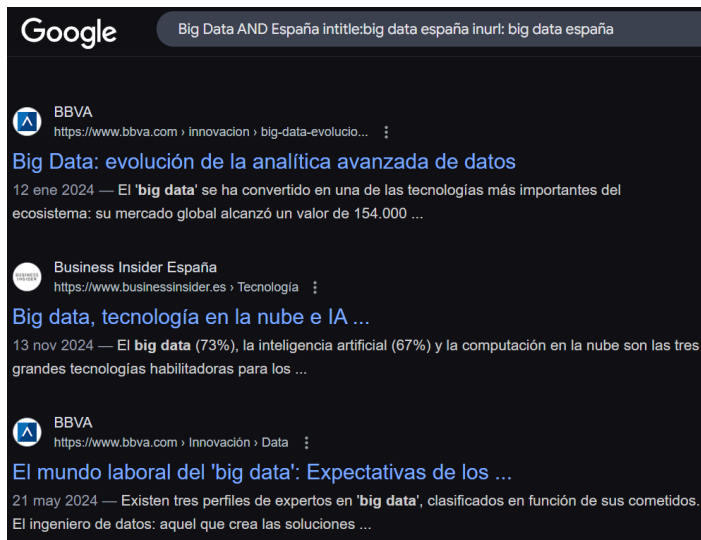 Google
Big Data AND España intitle:big data españa inurl: big data españa
BBVA
https://www.bbva.com › innovacion › big-data-evolucio...
Big Data: evolución de la analítica avanzada de datos
12 ene 2024 — El 'big data' se ha convertido en una de las tecnologías más importantes del
ecosistema: su mercado global alcanzó un valor de 154.000 ...
BUSINESS
INSIDER
Business Insider España
https://www.businessinsider.es › Tecnología
Big data, tecnología en la nube e IA ...
13 nov 2024 — El big data (73%), la inteligencia artificial (67%) y la computación en la nube son las tres
grandes tecnologías habilitadoras para los ...
BBVA
https://www.bbva.com › Innovación › Data
El mundo laboral del 'big data': Expectativas de los ...
21 may 2024 — Existen tres perfiles de expertos en 'big data', clasificados en función de sus cometidos.
El ingeniero de datos: aquel que crea las soluciones ...